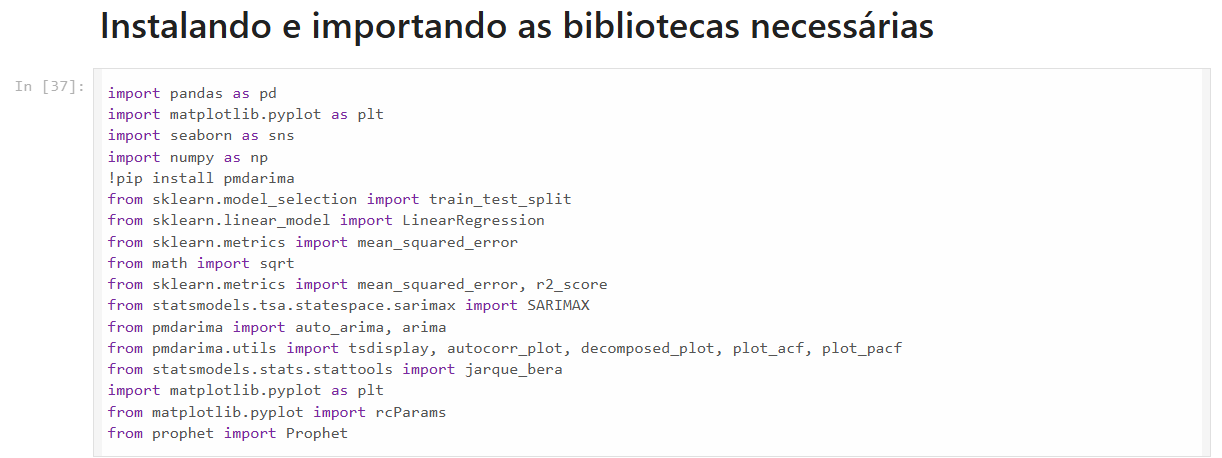 Instalando e importando as bibliotecas necessárias
In [37]:
import pandas as pd
import matplotlib.pyplot as plt
import seaborn as sns
import numpy as np
!pip install pmdarima
from sklearn.model_selection import train_test_split
from sklearn.linear_model import LinearRegression
from sklearn.metrics import mean_squared_error
from math import sqrt
from sklearn.metrics import mean_squared_error, r2_score
from statsmodels.tsa.statespace.sarimax import SARIMAX
from pmdarima import auto_arima, arima
from pmdarima.utils import tsdisplay, autocorr_plot, decomposed_plot, plot_acf, plot_pacf
from statsmodels.stats.stattools import jarque_bera
import matplotlib.pyplot as plt
from matplotlib.pyplot import rcParams
from prophet import Prophet